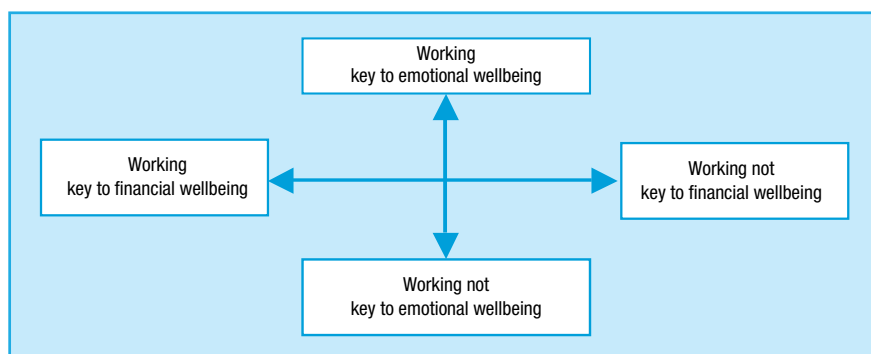 Working
key to emotional wellbeing
Working
key to financial wellbeing
Working not
key to financial wellbeing
Working not
key to emotional wellbeing